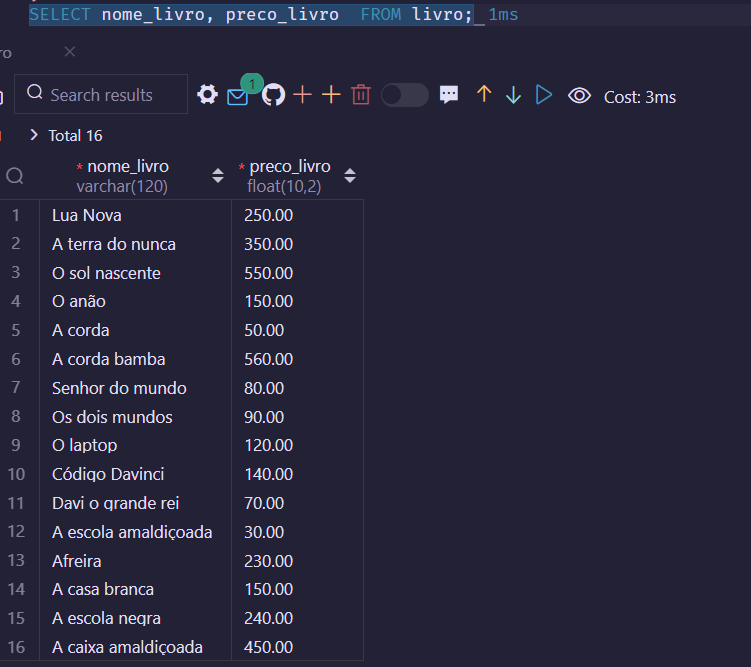 SELECT nome_livro, preco_livro  FROM livro; 1ms
ro
Search results
1
Cost: 3ms
Total 16
* nome_livro * preco_livro
varchar(120) float(10,2)
1 Lua Nova 250.00
2 A terra do nunca 350.00
3 O sol nascente 550.00
4 O anão 150.00
5 A corda 50.00
6 A corda bamba 560.00
7 Senhor do mundo 80.00
8 Os dois mundos 90.00
9 O laptop 120.00
10 Código Davinci 140.00
11 Davi o grande rei 70.00
12 A escola amaldiçoada 30.00
13 Afreira 230.00
14 A casa branca 150.00
15 A escola negra 240.00
16 A caixa amaldiçoada 450.00